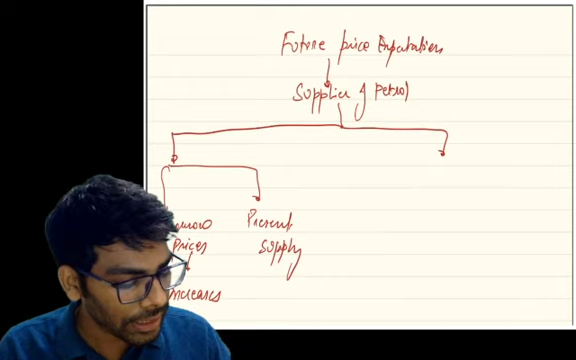 Future price Expectations
Supplier of Petrol
Present
Prices
Supply
Increases